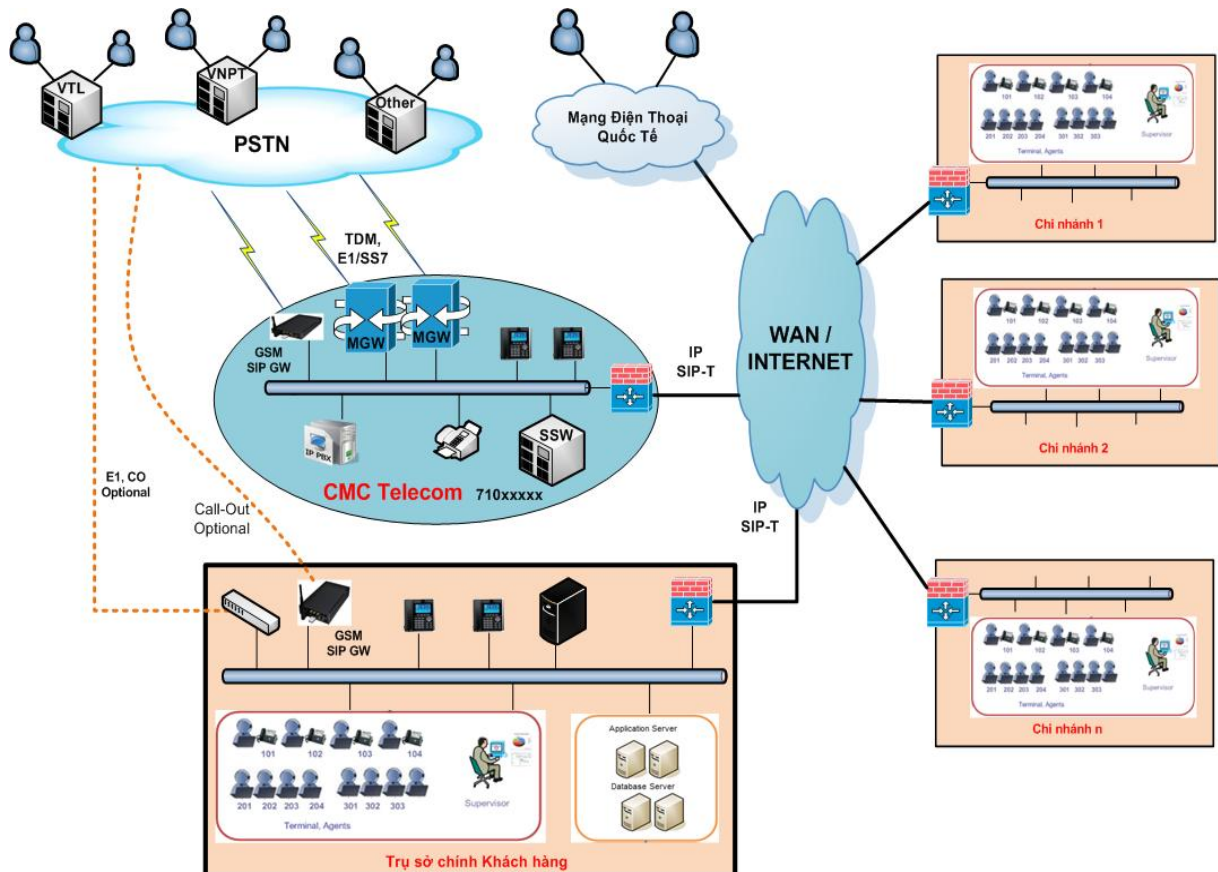 VTL
VNPT
Other
PSTN
Mạng Điện Thoại
Quốc Tế
TDM,
E1/SS7
MGW
MGW
GSM
SIP GW
IP PBX
SSW
CMC Telecom 710xxxxx
IP
SIP-T
WAN /
INTERNET
IP
SIP-T
E1, CO
Optional
Call-Out
Optional
101 102 103 104
201 202 203 204 301 302 303
Supervisor
Terminal, Agents
Chi nhánh 1
101 102 103 104
201 202 203 204 301 302 303
Supervisor
Terminal, Agents
Chi nhánh 2
101 102 103 104
201 202 203 204 301 302 303
Supervisor
Terminal, Agents
Chi nhánh n
GSM
SIP GW
101 102 103 104
201 202 203 204 301 302 303
Supervisor
Terminal, Agents
Application Server
Database Server
Trụ sở chính Khách hàng